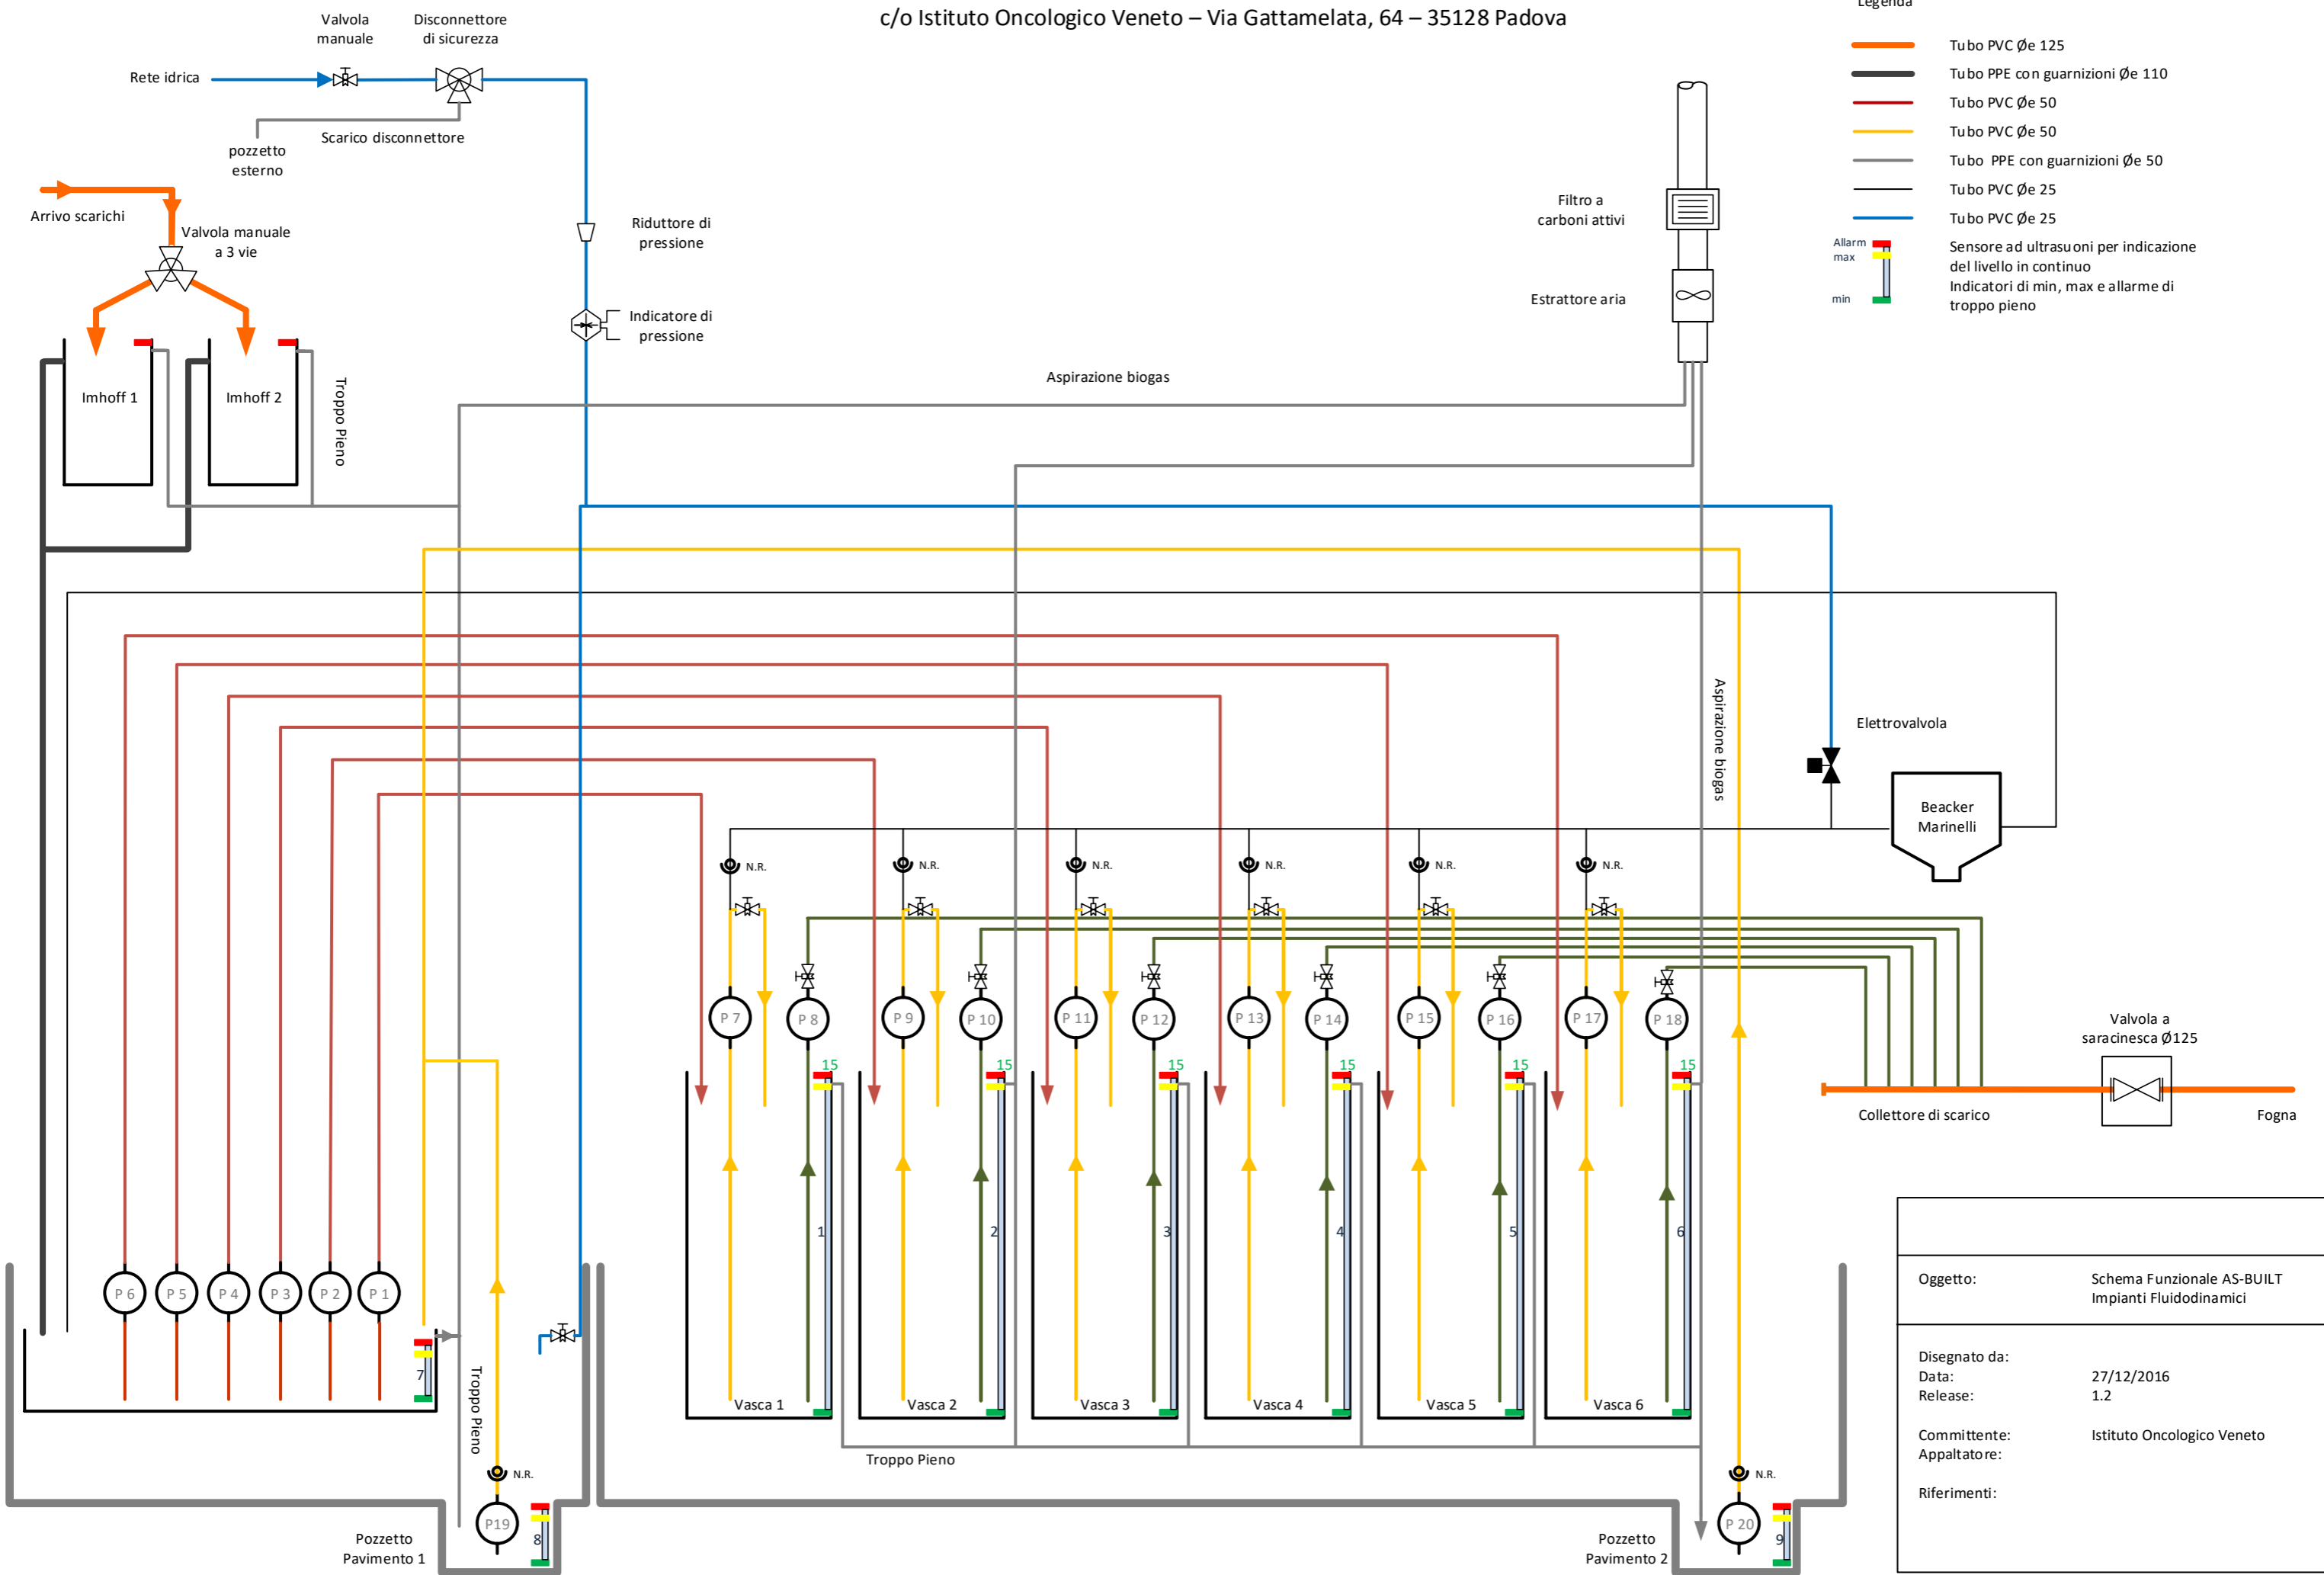 c/o Istituto Oncologico Veneto – Via Gattamelata, 64 – 35128 Padova
Legenda
Tubo PVC Øe 125
Tubo PPE con guarnizioni Øe 110
Tubo PVC Øe 50
Tubo PVC Øe 50
Tubo PPE con guarnizioni Øe 50
Tubo PVC Øe 25
Tubo PVC Øe 25
Allarm
max
min
Sensore ad ultrasuoni per indicazione
del livello in continuo
Indicatori di min, max e allarme di
troppo pieno
Valvola
manuale
Disconnettore
di sicurezza
Rete idrica
Scarico disconnettore
pozzetto
esterno
Arrivo scarichi
Valvola manuale
a 3 vie
Riduttore di
pressione
Indicatore di
pressione
Filtro a
carboni attivi
Estrattore aria
Imhoff 1
Imhoff 2
Troppo Pieno
Aspirazione biogas
Aspirazione biogas
Elettrovalvola
Beacker
Marinelli
N.R.
N.R.
N.R.
N.R.
N.R.
N.R.
P 7
P 8
P 9
P 10
P 11
P 12
P 13
P 14
P 15
P 16
P 17
P 18
15
15
15
15
15
15
Valvola a
saracinesca Ø125
Collettore di scarico
Fogna
1
2
3
4
5
6
P 6
P 5
P 4
P 3
P 2
P 1
7
Troppo Pieno
Vasca 1
Vasca 2
Vasca 3
Vasca 4
Vasca 5
Vasca 6
Troppo Pieno
N.R.
P19
8
Pozzetto
Pavimento 1
N.R.
P 20
9
Pozzetto
Pavimento 2
Oggetto:
Schema Funzionale AS-BUILT
Impianti Fluidodinamici
Disegnato da:
Data: 27/12/2016
Release: 1.2
Committente: Istituto Oncologico Veneto
Appaltatore:
Riferimenti: